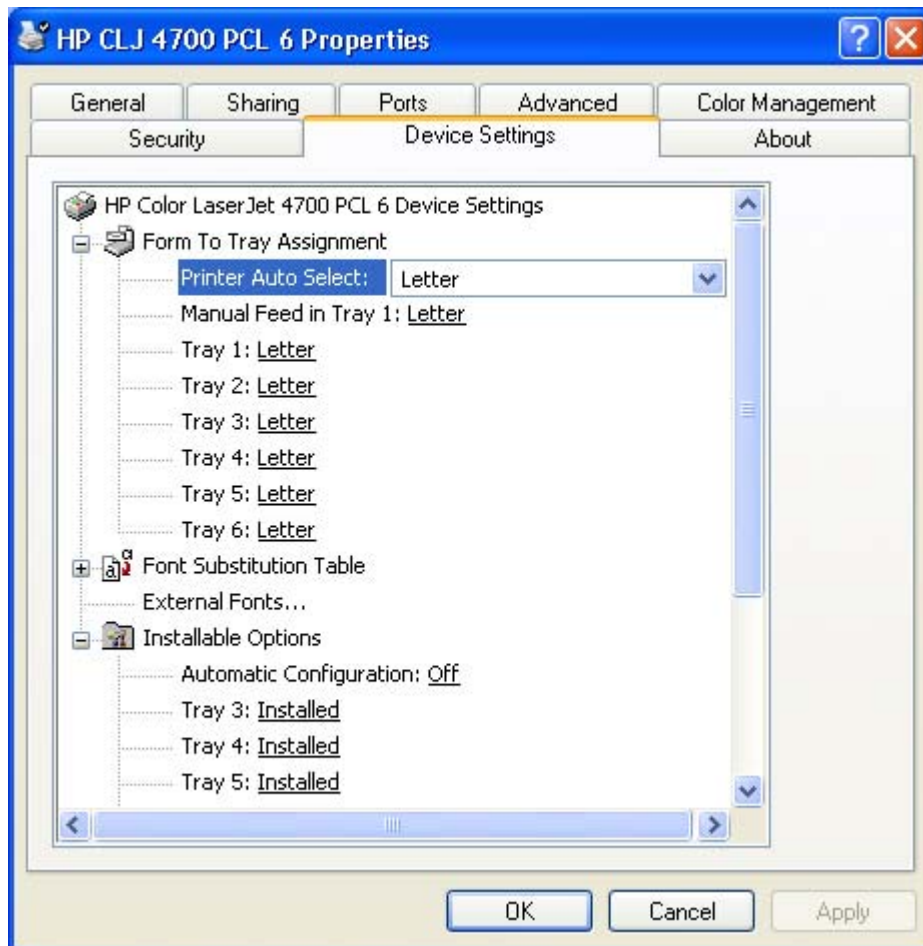 HP CLJ 4700 PCL 6 Properties
General Sharing Ports Advanced Color Management
Security Device Settings About
HP Color LaserJet 4700 PCL 6 Device Settings
Form To Tray Assignment
Printer Auto Select: Letter
Manual Feed in Tray 1: Letter
Tray 1: Letter
Tray 2: Letter
Tray 3: Letter
Tray 4: Letter
Tray 5: Letter
Tray 6: Letter
Font Substitution Table
External Fonts...
Installable Options
Automatic Configuration: Off
Tray 3: Installed
Tray 4: Installed
Tray 5: Installed
OK Cancel Apply